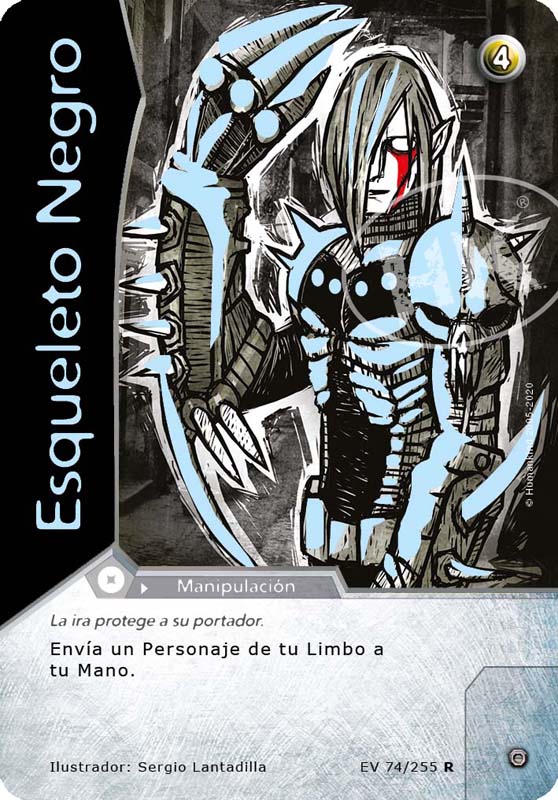 Esqueleto Negro
4
®
Manipulación
La ira protege a su portador.
Envía un Personaje de tu Limbo a
tu Mano.
Ilustrador: Sergio Lantadilla
EV 74/255 R